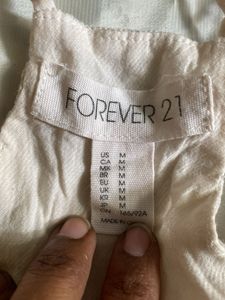 FOREVER 21
US M
CA M
MX M
BR M
EU M
UK M
KR M
JP M
CN 165/92A
MADE IN